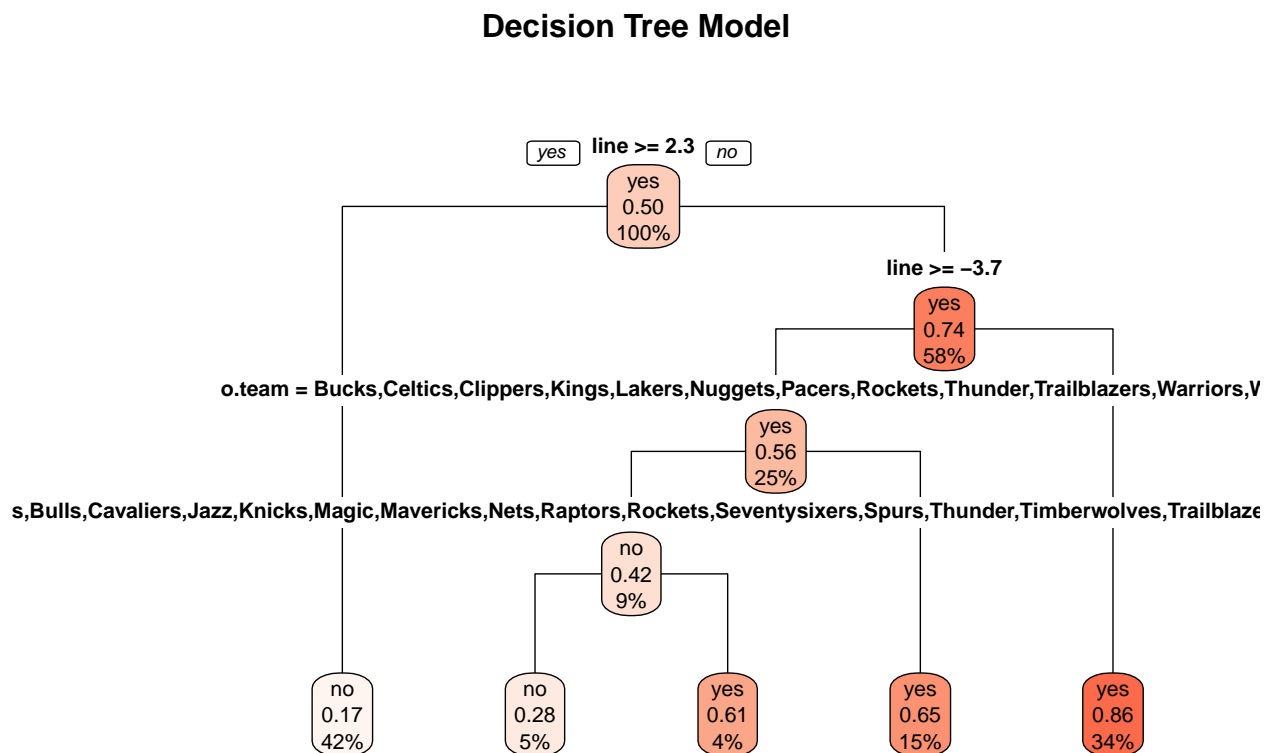 Decision Tree Model
yes line >= 2.3 no
yes
0.50
100%
line >= −3.7
yes
0.74
58%
o.team = Bucks,Celtics,Clippers,Kings,Lakers,Nuggets,Pacers,Rockets,Thunder,Trailblazers,Warriors,W
yes
0.56
25%
s,Bulls,Cavaliers,Jazz,Knicks,Magic,Mavericks,Nets,Raptors,Rockets,Seventysixers,Spurs,Thunder,Timberwolves,Trailblaze
no
0.42
9%
no
0.17
42%
no
0.28
5%
yes
0.61
4%
yes
0.65
15%
yes
0.86
34%